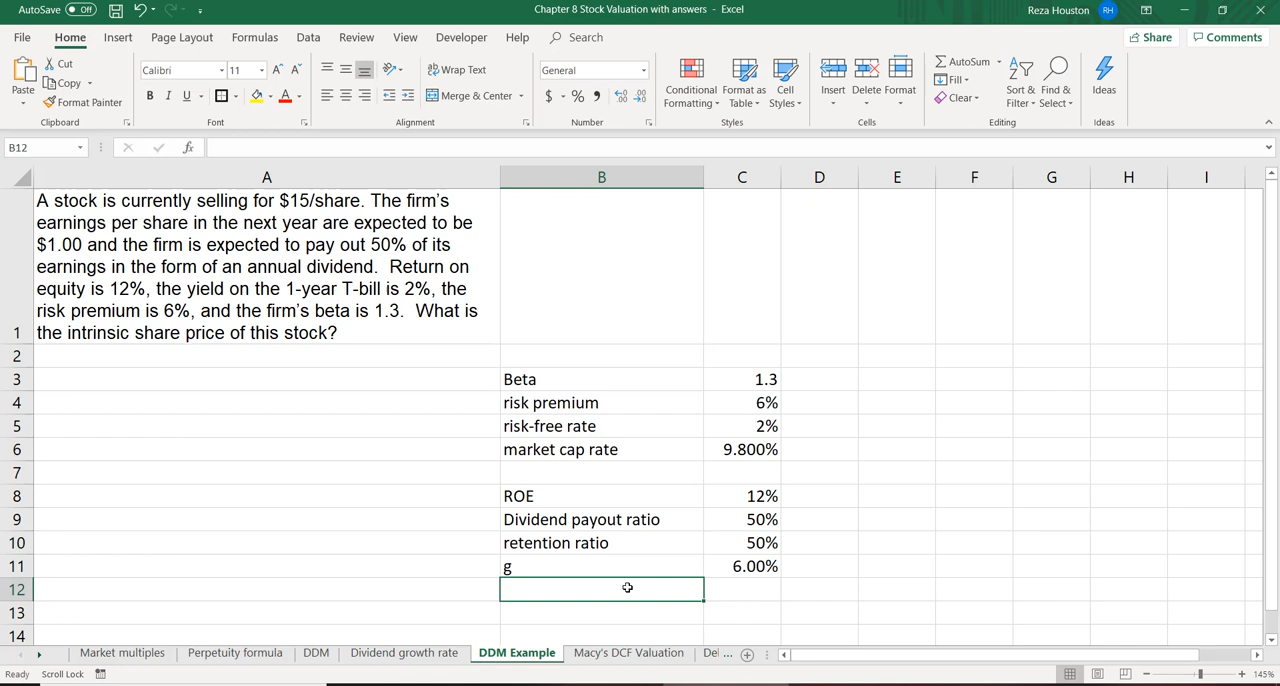 AutoSave Off
Chapter 8 Stock Valuation with answers - Excel
Reza Houston RH
File Home Insert Page Layout Formulas Data Review View Developer Help Search Share Comments
Paste
Cut
Copy
Format Painter
Clipboard
Calibri 11 A A
B I U A
Font
Wrap Text
Merge & Center
Alignment
General
$ % 9 .00 .00
Number
Conditional Formatting
Format as Table
Cell Styles
Styles
Insert Delete Format
Cells
AutoSum
Fill
Clear
Sort & Filter
Find & Select
Editing
Ideas
Ideas
B12 fx
A B C D E F G H I
1
A stock is currently selling for $15/share. The firm's
earnings per share in the next year are expected to be
$1.00 and the firm is expected to pay out 50% of its
earnings in the form of an annual dividend. Return on
equity is 12%, the yield on the 1-year T-bill is 2%, the
risk premium is 6%, and the firm's beta is 1.3. What is
the intrinsic share price of this stock?
2
3 Beta 1.3
4 risk premium 6%
5 risk-free rate 2%
6 market cap rate 9.800%
7
8 ROE 12%
9 Dividend payout ratio 50%
10 retention ratio 50%
11 g 6.00%
12
13
14
Market multiples Perpetuity formula DDM Dividend growth rate DDM Example Macy's DCF Valuation Del ...
Ready Scroll Lock 145%